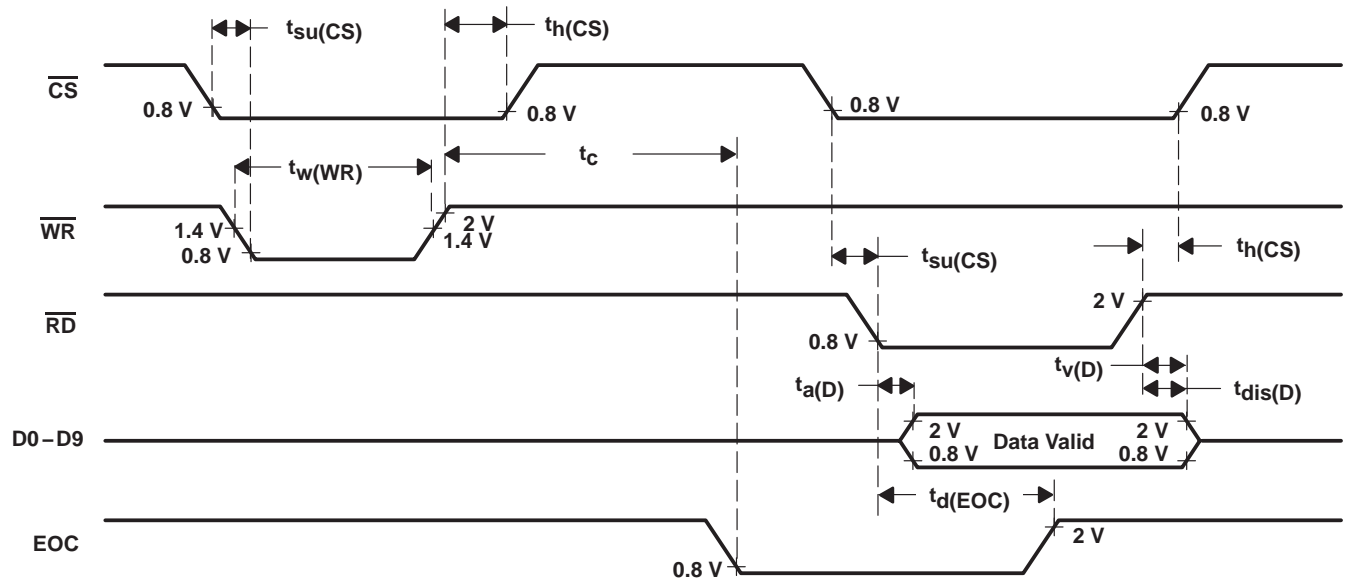 tsu(CS)
th(CS)
CS
0.8 V
0.8 V
0.8 V
0.8 V
tw(WR)
tc
WR
1.4 V
0.8 V
2 V
1.4 V
tsu(CS)
th(CS)
RD
0.8 V
2 V
ta(D)
tv(D)
tdis(D)
D0–D9
2 V
0.8 V
Data Valid
2 V
0.8 V
td(EOC)
EOC
0.8 V
2 V